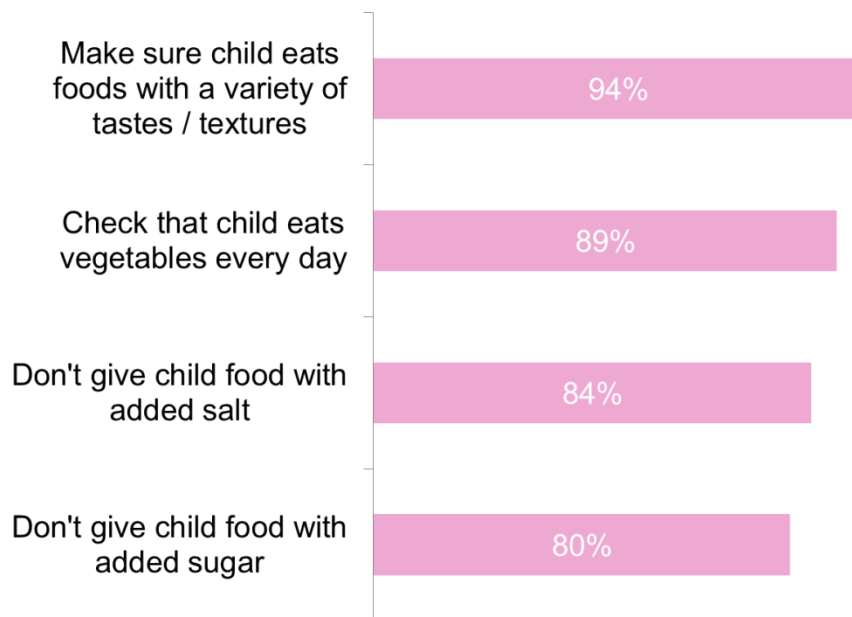 Make sure child eats
foods with a variety of
tastes / textures
94%
Check that child eats
vegetables every day
89%
Don't give child food with
added salt
84%
Don't give child food with
added sugar
80%